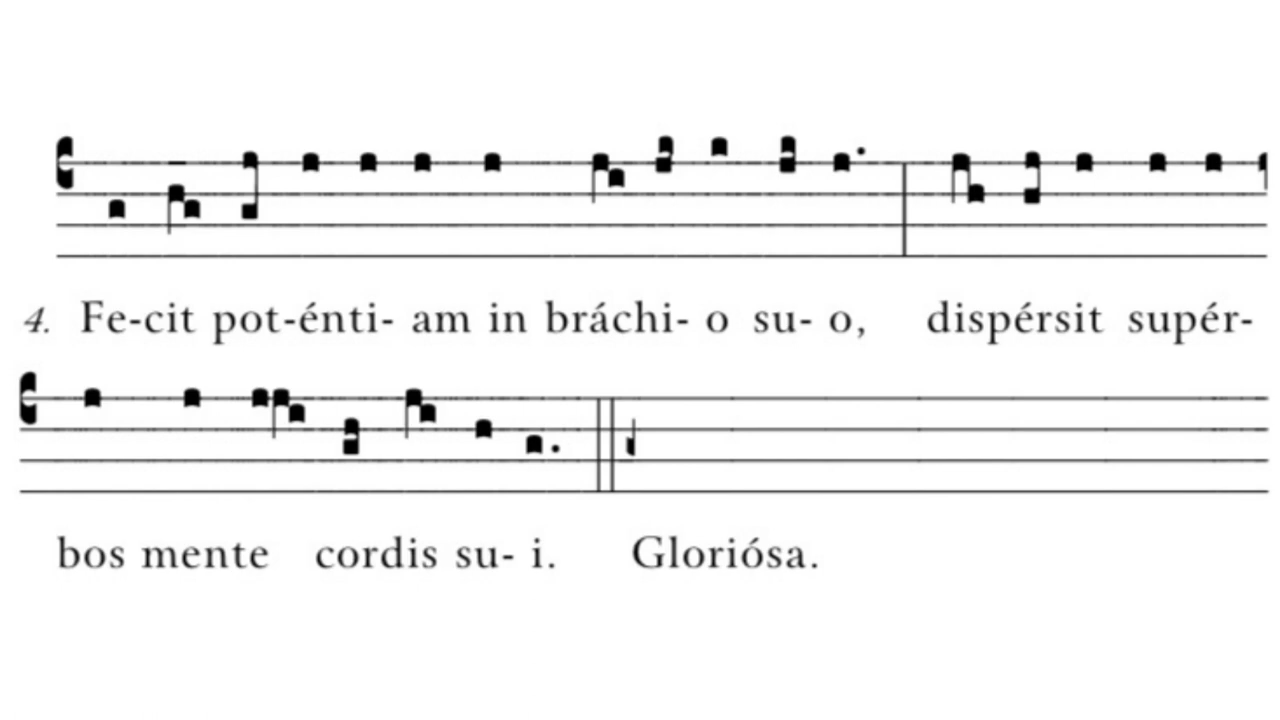 4. Fe-cit pot-énti- am in bráchi- o su- o, dispérsit supér-
bos mente cordis su- i. Gloriósa.